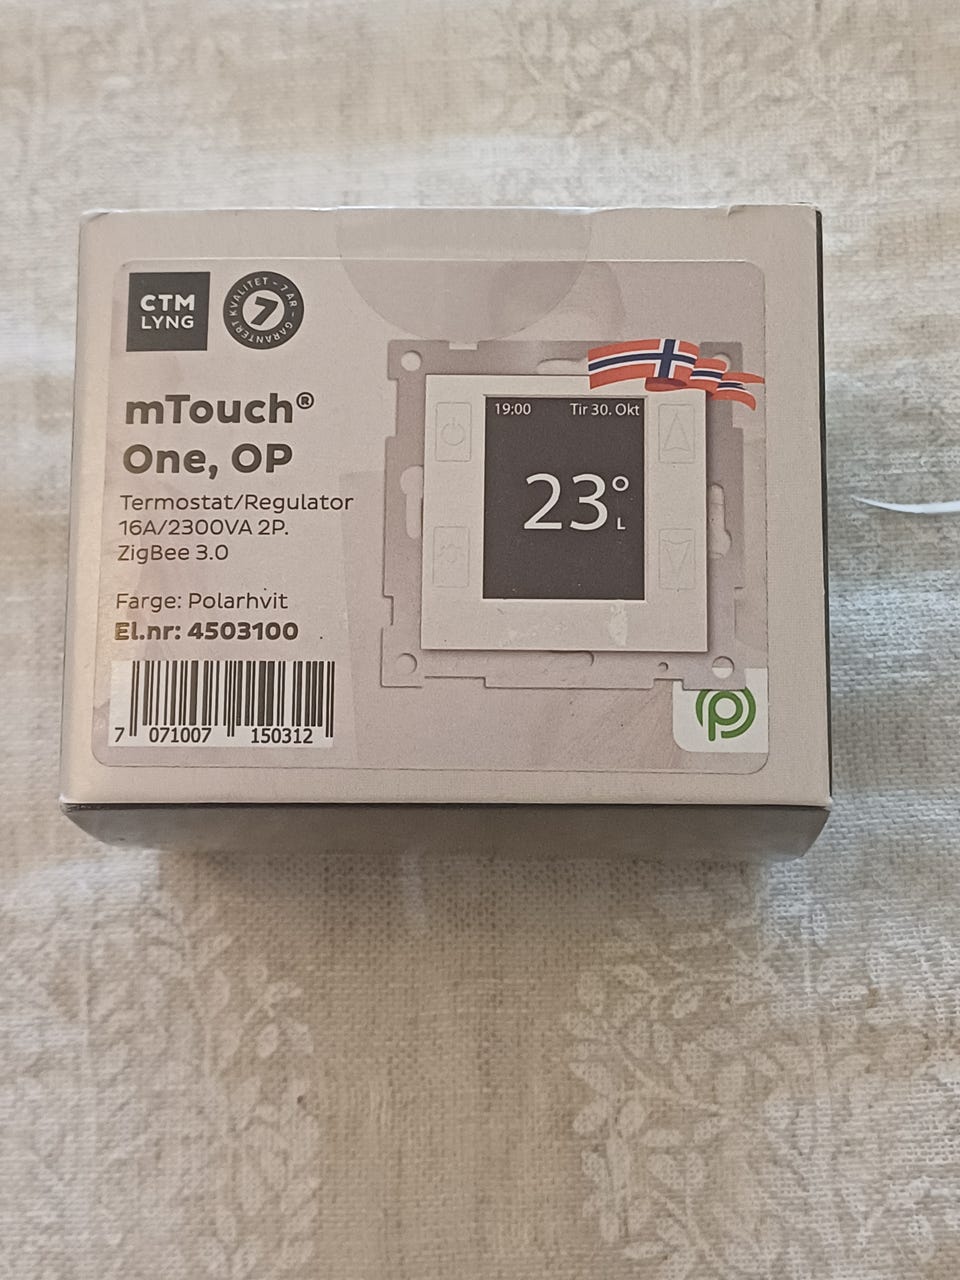 CTM
LYNG
GARANTERT KVALITET - 7 ÅR -
7
mTouch®
One, OP
Termostat/Regulator
16A/2300VA 2P.
ZigBee 3.0
Farge: Polarhvit
El.nr: 4503100
7 071007 150312
19:00 Tir 30. Okt
23°
L
p